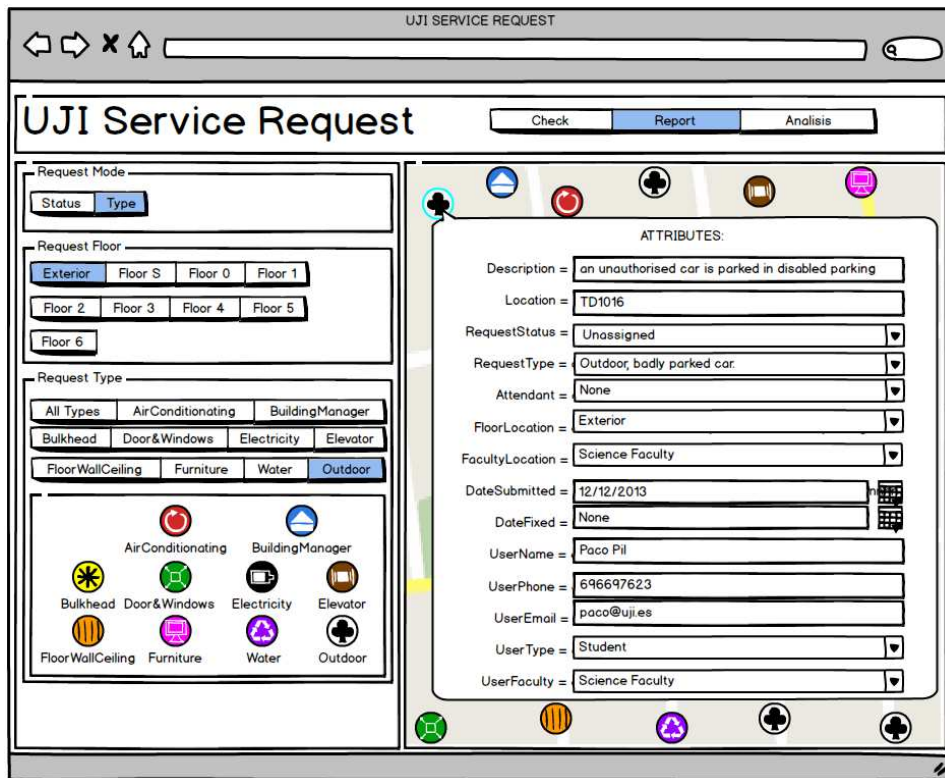 UJI SERVICE REQUEST
UJI Service Request
Check Report Analisis
Request Mode
Status Type
Request Floor
Exterior Floor S Floor 0 Floor 1
Floor 2 Floor 3 Floor 4 Floor 5
Floor 6
Request Type
All Types AirConditionating BuildingManager
Bulkhead Door&Windows Electricity Elevator
FloorWallCeiling Furniture Water Outdoor
AirConditionating BuildingManager
Bulkhead Door&Windows Electricity Elevator
FloorWallCeiling Furniture Water Outdoor
ATTRIBUTES:
Description = an unauthorised car is parked in disabled parking
Location = TD1016
RequestStatus = Unassigned
RequestType = Outdoor, badly parked car.
Attendant = None
FloorLocation = Exterior
FacultyLocation = Science Faculty
DateSubmitted = 12/12/2013
DateFixed = None
UserName = Paco Pil
UserPhone = 696697623
UserEmail = paco@uji.es
UserType = Student
UserFaculty = Science Faculty